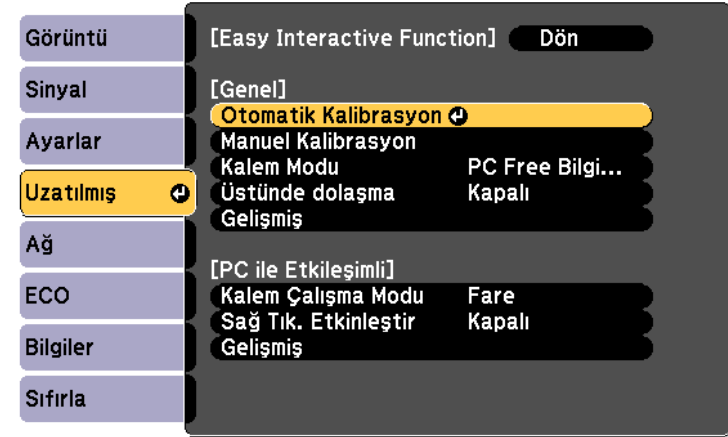 Görüntü
Sinyal
Ayarlar
Uzatılmış
Ağ
ECO
Bilgiler
Sıfırla
[Easy Interactive Function] Dön
[Genel]
Otomatik Kalibrasyon
Manuel Kalibrasyon
Kalem Modu PC Free Bilgi...
Üstünde dolaşma Kapalı
Gelişmiş
[PC ile Etkileşimli]
Kalem Çalışma Modu Fare
Sağ Tık. Etkinleştir Kapalı
Gelişmiş